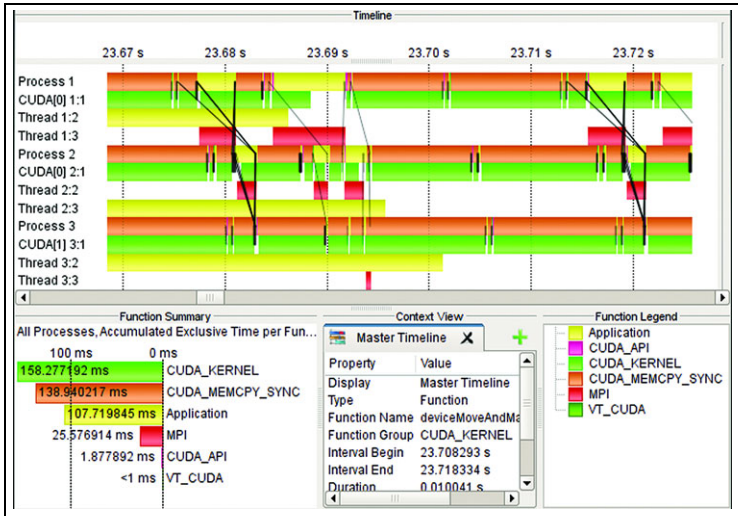 Timeline
23.67 s 23.68 s 23.69 s 23.70 s 23.71 s 23.72 s
Process 1
CUDA[0] 1:1
Thread 1:2
Thread 1:3
Process 2
CUDA[0] 2:1
Thread 2:2
Thread 2:3
Process 3
CUDA[1] 3:1
Thread 3:2
Thread 3:3
Function Summary
All Processes, Accumulated Exclusive Time per Fun...
100 ms 0 ms
158.277192 ms CUDA_KERNEL
138.940217 ms CUDA_MEMCPY_SYNC
107.719845 ms Application
25.576914 ms MPI
1.877892 ms CUDA_API
<1 ms VT_CUDA
Context View
Master Timeline X
Property Value
Display Master Timeline
Type Function
Function Name deviceMoveAndMa
Function Group CUDA_KERNEL
Interval Begin 23.708293 s
Interval End 23.718334 s
Duration 0.010041 s
Function Legend
Application
CUDA_API
CUDA_KERNEL
CUDA_MEMCPY_SYNC
MPI
VT_CUDA